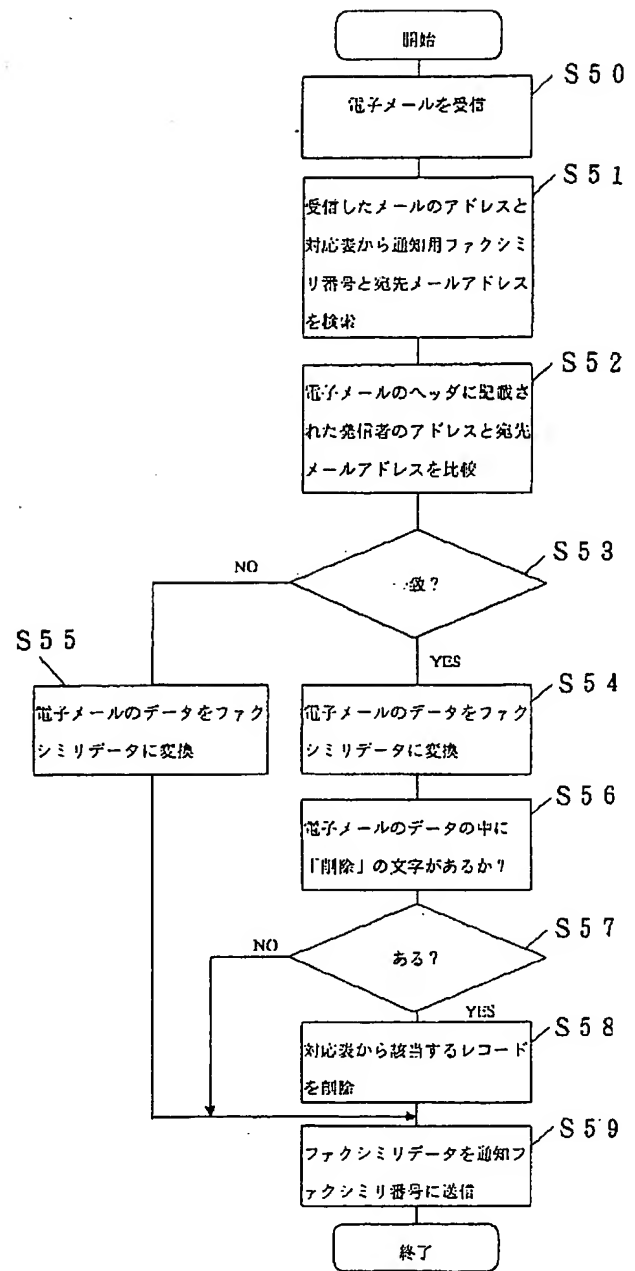 開始
S50
電子メールを受信
S51
受信したメールのアドレスと
対応表から通知用ファクシミ
リ番号と宛先メールアドレス
を検索
S52
電子メールのヘッダに記載さ
れた発信者のアドレスと宛先
メールアドレスを比較
S53
NO
致?
S55
YES
S54
電子メールのデータをファク
シミリデータに変換
電子メールのデータをファク
シミリデータに変換
S56
電子メールのデータの中に
「削除」の文字があるか?
S57
NO
ある?
YES
S58
対応表から該当するレコード
を削除
S59
ファクシミリデータを通知ファ
クシミリ番号に送信
終了